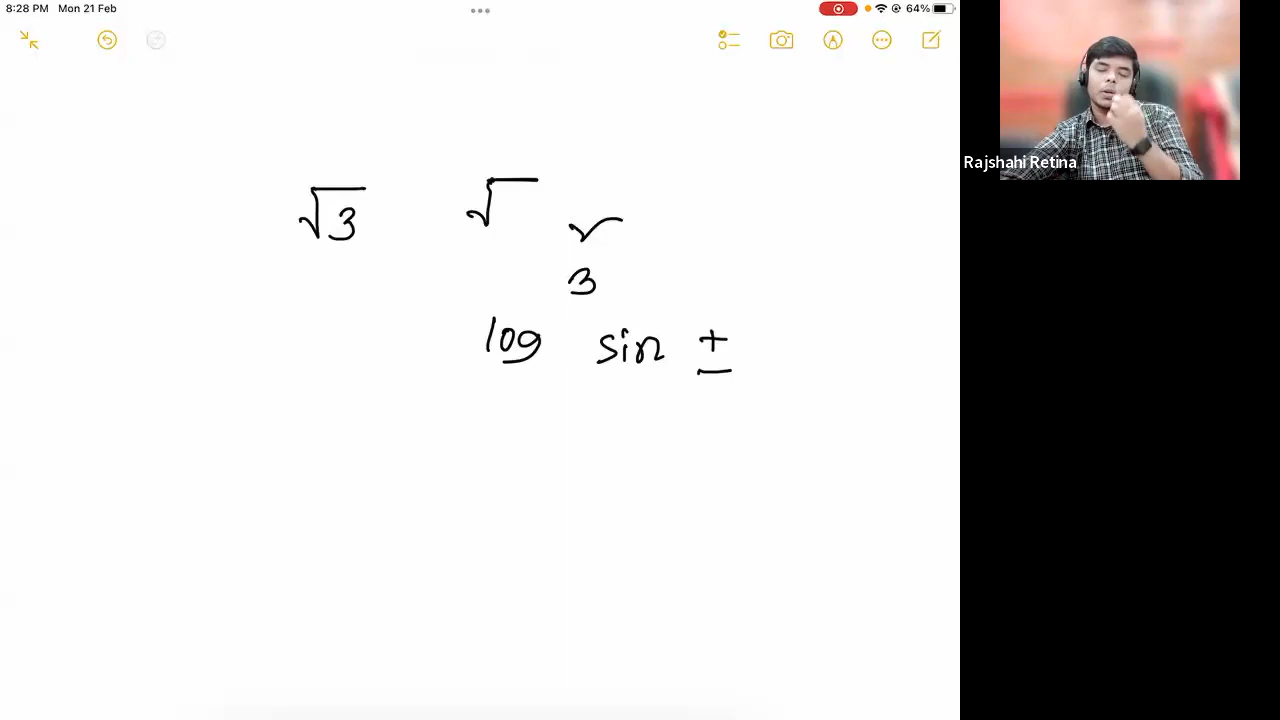 8:28 PM Mon 21 Feb
64%
Rajshahi Retina
√3 √ √
3
log sin ±